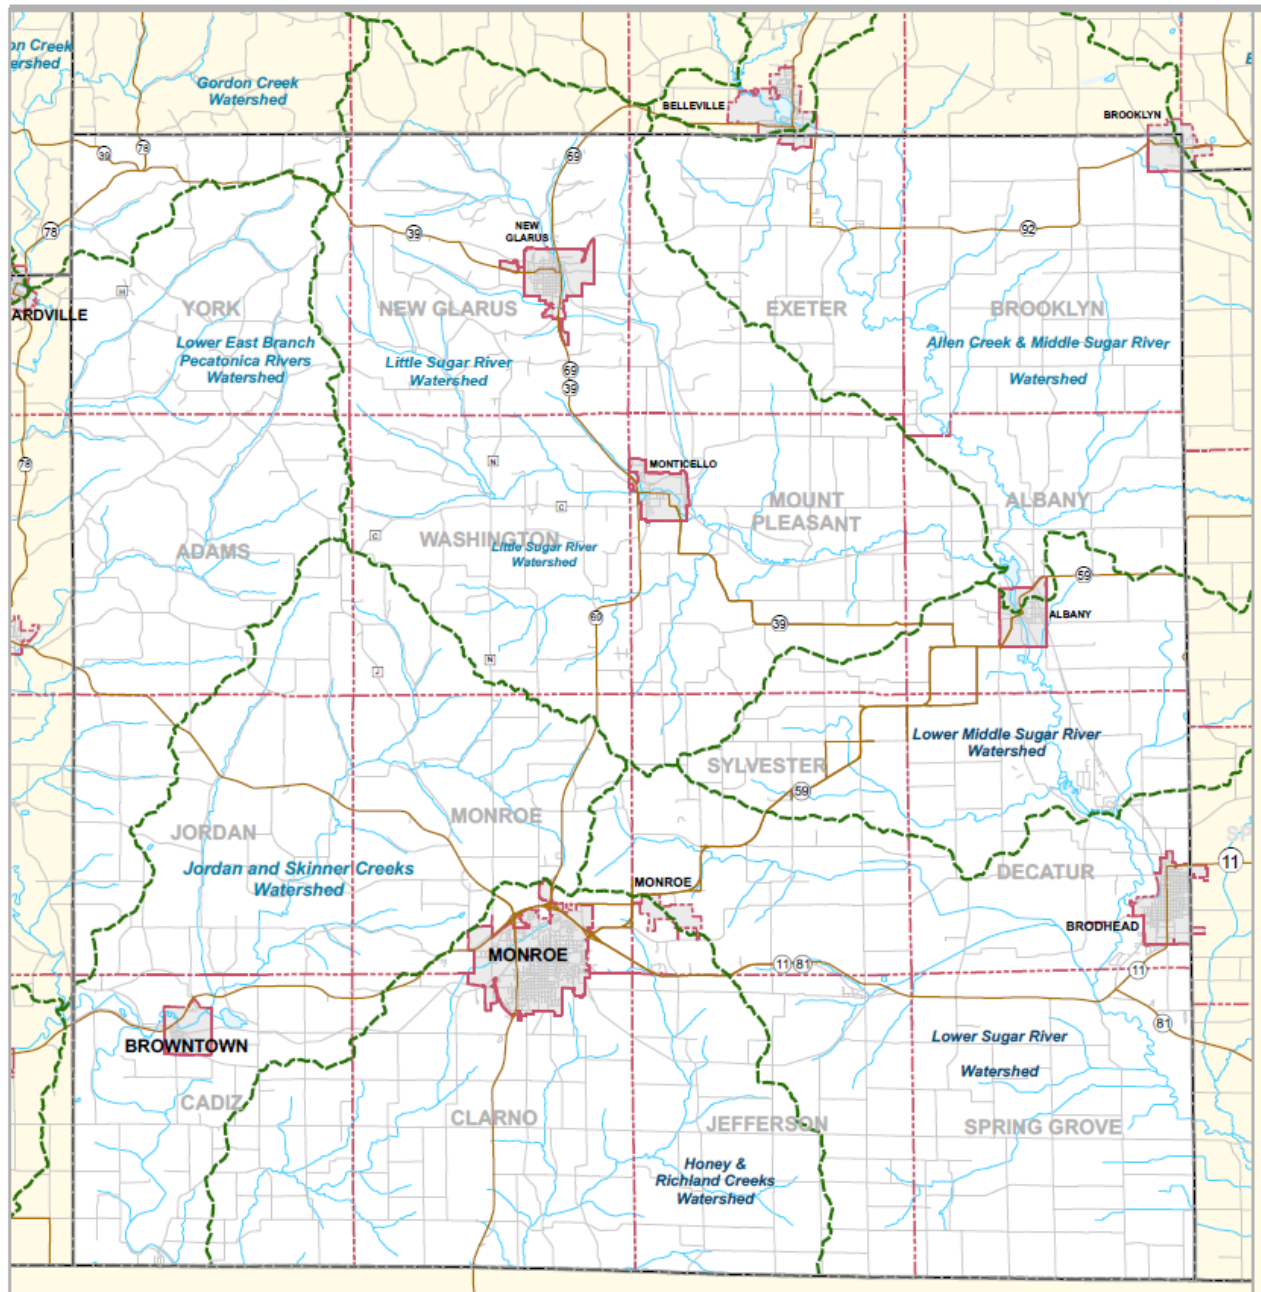 on Creek
ershed
Gordon Creek
Watershed
BELLEVILLE
BROOKLYN
E
39
78
69
78
39
NEW
GLARUS
92
H
ARDVILLE
YORK
NEW GLARUS
EXETER
BROOKLYN
Lower East Branch
Pecatonica Rivers
Watershed
Little Sugar River
Watershed
Allen Creek & Middle Sugar River
Watershed
69
39
78
N
MONTICELLO
C
MOUNT
PLEASANT
ALBANY
C
ADAMS
WASHINGTON
Little Sugar River
Watershed
59
69
39
ALBANY
J
N
Lower Middle Sugar River
Watershed
SYLVESTER
59
JORDAN
MONROE
SP
Jordan and Skinner Creeks
Watershed
MONROE
DECATUR
11
BRODHEAD
MONROE
11
81
11
BROWNTOWN
81
Lower Sugar River
Watershed
CADIZ
CLARNO
JEFFERSON
SPRING GROVE
Honey &
Richland Creeks
Watershed